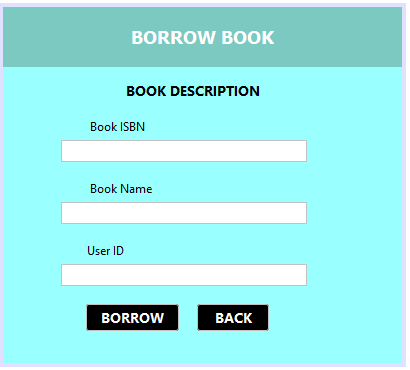 BORROW BOOK
BOOK DESCRIPTION
Book ISBN
Book Name
User ID
BORROW BACK